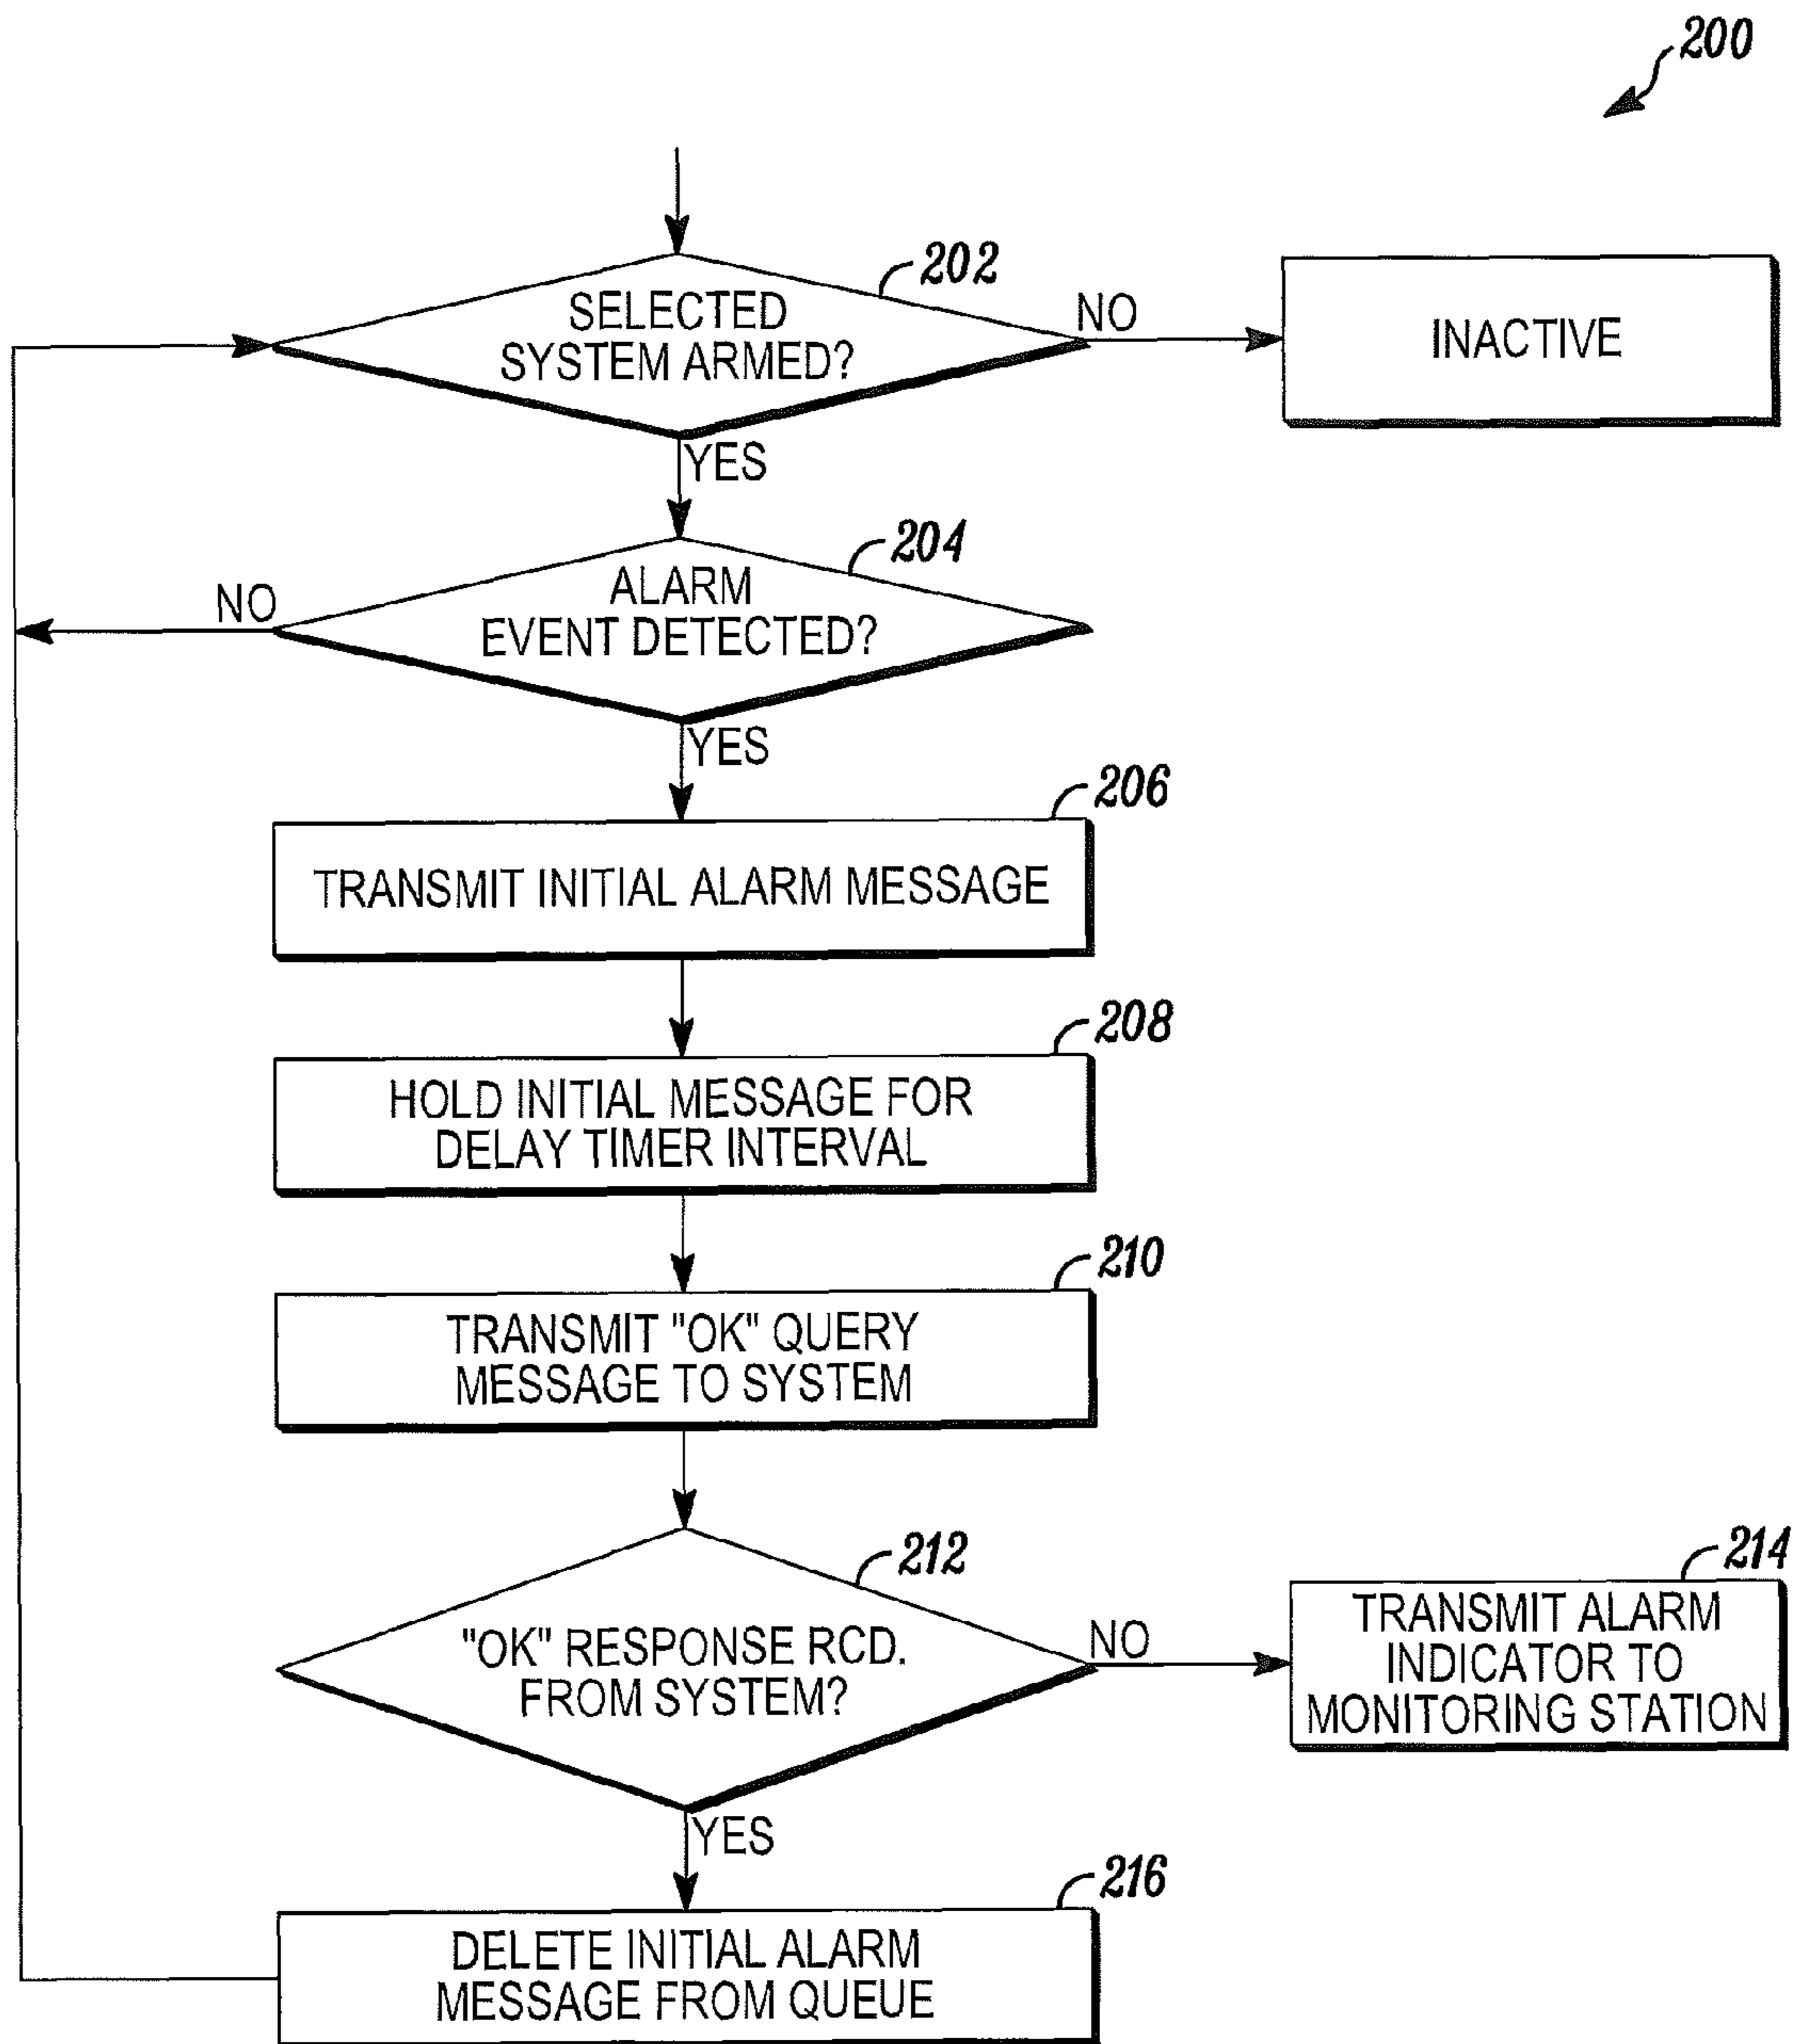 200
202
SELECTED
SYSTEM ARMED?
NO
INACTIVE
YES
204
ALARM
EVENT DETECTED?
NO
YES
206
TRANSMIT INITIAL ALARM MESSAGE
208
HOLD INITIAL MESSAGE FOR
DELAY TIMER INTERVAL
210
TRANSMIT "OK" QUERY
MESSAGE TO SYSTEM
212
"OK" RESPONSE RCD.
FROM SYSTEM?
NO
214
TRANSMIT ALARM
INDICATOR TO
MONITORING STATION
YES
216
DELETE INITIAL ALARM
MESSAGE FROM QUEUE